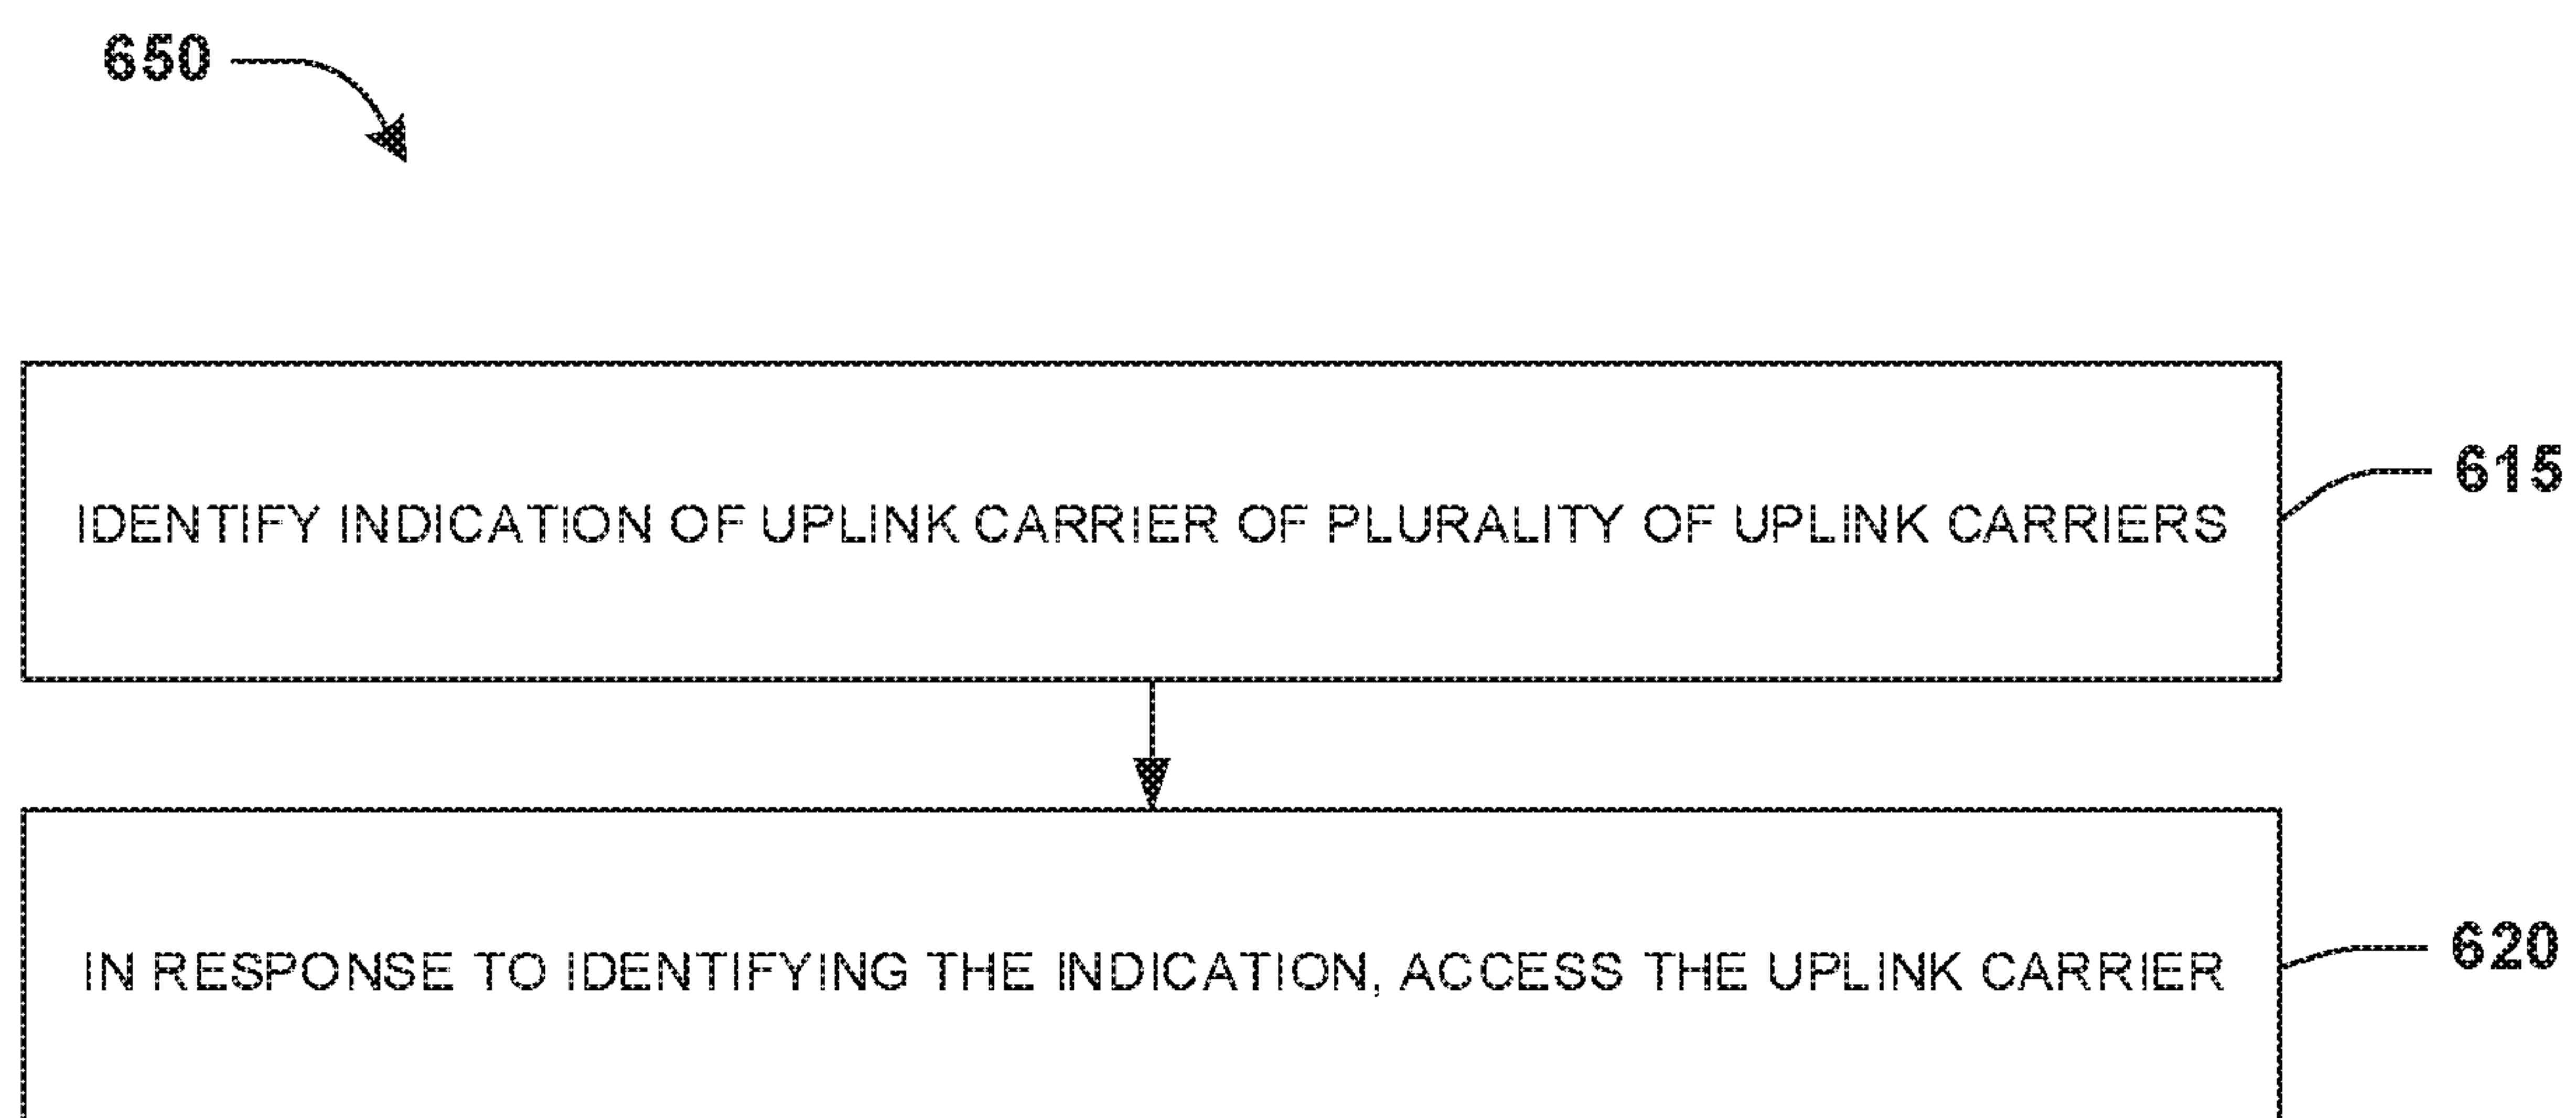 650
IDENTIFY INDICATION OF UPLINK CARRIER OF PLURALITY OF UPLINK CARRIERS
615
IN RESPONSE TO IDENTIFYING THE INDICATION, ACCESS THE UPLINK CARRIER
620